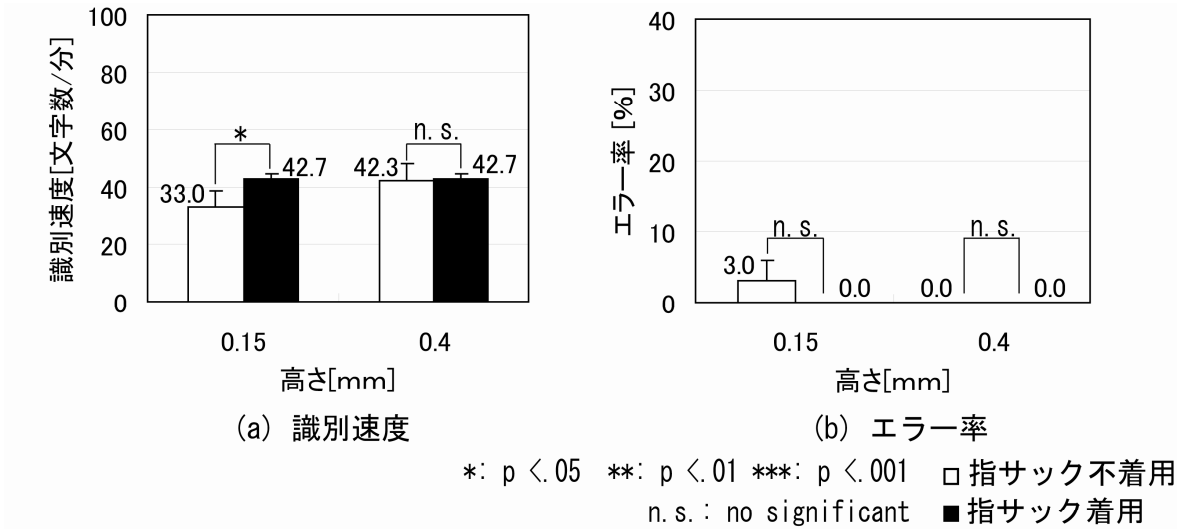 100
80
60
40
20
0
識別速度[文字数/分]
*
33.0
42.7
n.s.
42.3
42.7
0.15
0.4
高さ[mm]
(a) 識別速度
40
30
20
10
0
エラー率 [%]
n.s.
3.0
0.0
n.s.
0.0
0.0
0.15
0.4
高さ[mm]
(b) エラー率
*: p <.05 **: p <.01 ***: p <.001 □ 指サック不着用
n.s.: no significant ■ 指サック着用